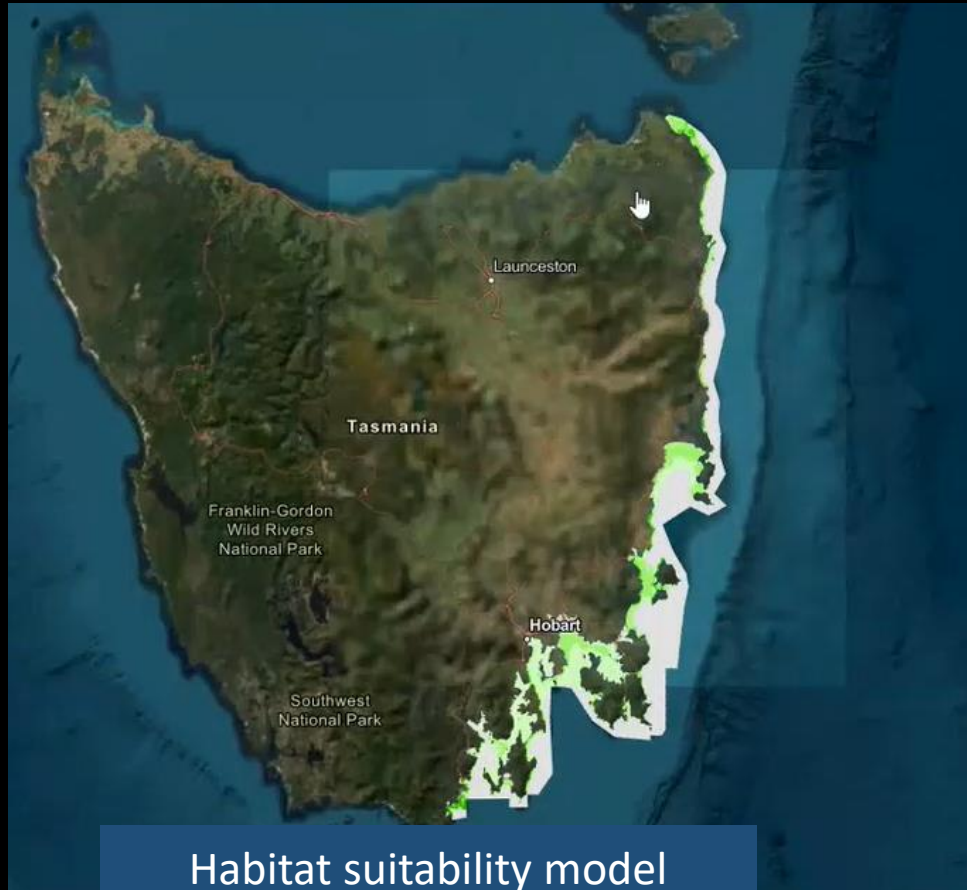 Launceston
Tasmania
Franklin-Gordon
Wild Rivers
National Park
Hobart
Southwest
National Park
Habitat suitability model